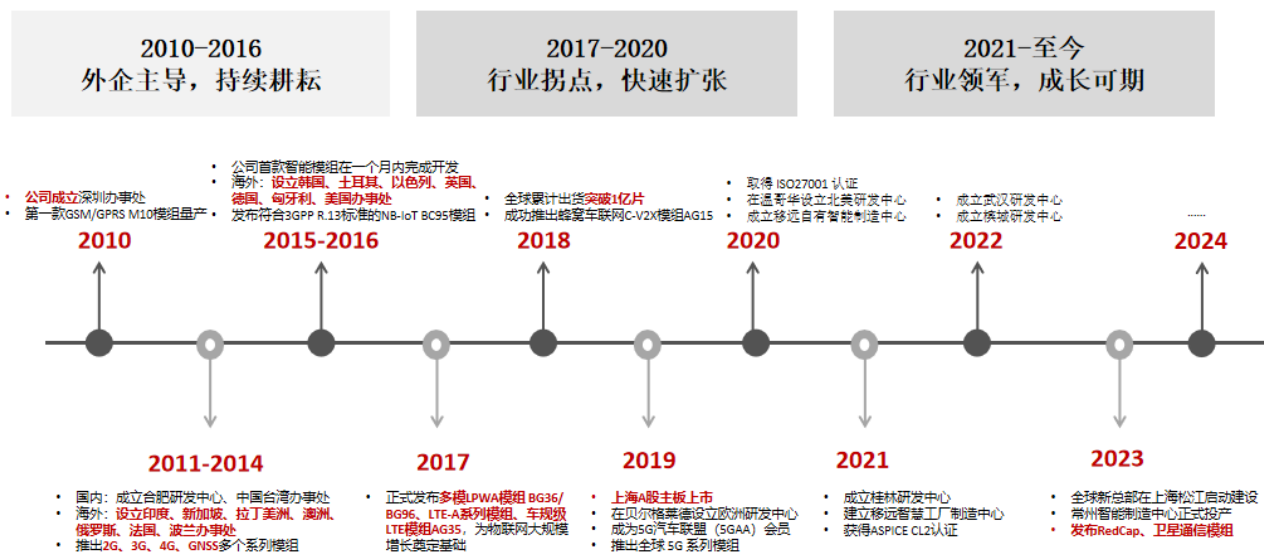 2010-2016
外企主导，持续耕耘
2017-2020
行业拐点，快速扩张
2021-至今
行业领军，成长可期
• 公司成立深圳办事处
• 第一款GSM/GPRS M10模组量产
2010
• 公司首款智能模组在一个月内完成开发
• 海外：设立韩国、土耳其、以色列、英国、
德国、匈牙利、美国办事处
• 发布符合3GPP R.13标准的NB-IoT BC95模组
2015-2016
• 全球累计出货突破1亿片
• 成功推出蜂窝车联网C-V2X模组AG15
2018
• 取得 ISO27001 认证
• 在温哥华设立北美研发中心
• 成立移远自有智能制造中心
2020
• 成立武汉研发中心
• 成立槟城研发中心
2022
......
2024
2011-2014
• 国内：成立合肥研发中心、中国台湾办事处
• 海外：设立印度、新加坡、拉丁美洲、澳洲、
俄罗斯、法国、波兰办事处
• 推出2G、3G、4G、GNSS多个系列模组
2017
• 正式发布多模LPWA模组 BG36/
BG96、LTE-A系列模组、车规级
LTE模组AG35，为物联网大规模
增长奠定基础
2019
• 上海A股主板上市
• 在贝尔格莱德设立欧洲研发中心
• 成为5G汽车联盟（5GAA）会员
• 推出全球 5G 系列模组
2021
• 成立桂林研发中心
• 建立移远智慧工厂制造中心
• 获得ASPICE CL2认证
2023
• 全球新总部在上海松江启动建设
• 常州智能制造中心正式投产
• 发布RedCap、卫星通信模组